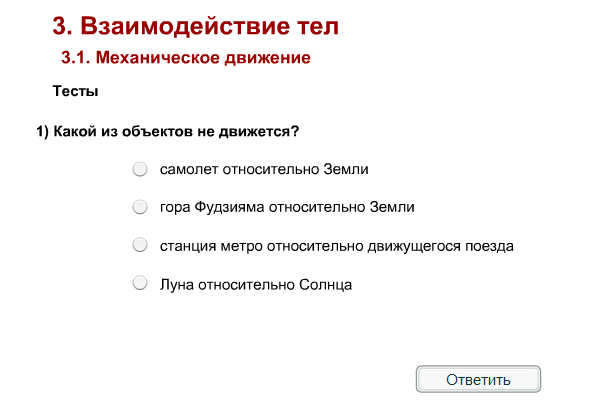 3. Взаимодействие тел
3.1. Механическое движение
Тесты
1) Какой из объектов не движется?
самолет относительно Земли
гора Фудзияма относительно Земли
станция метро относительно движущегося поезда
Луна относительно Солнца
Ответить